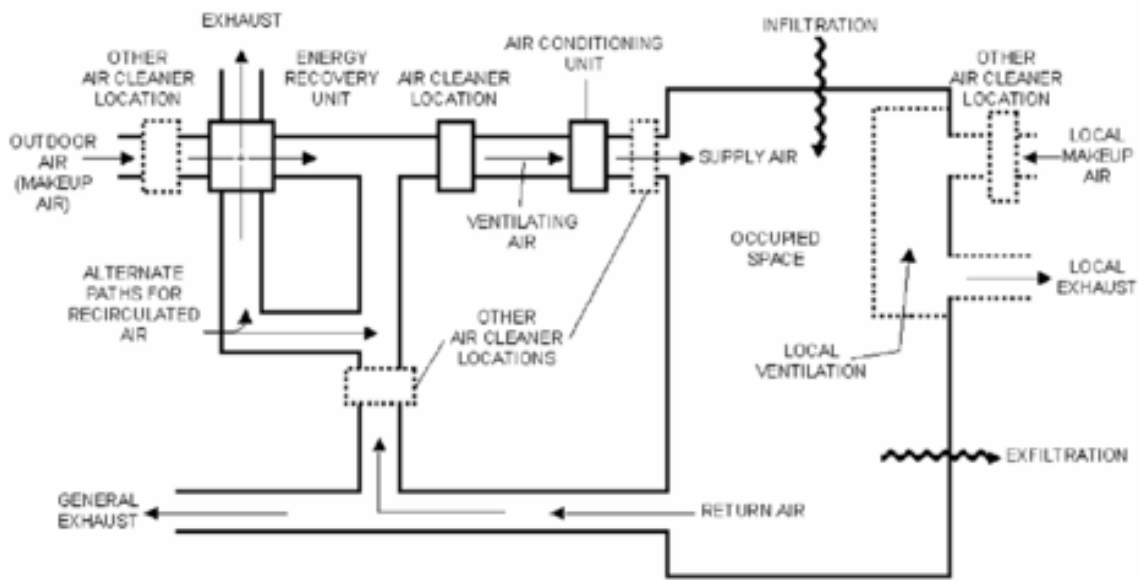 EXHAUST
OTHER
AIR CLEANER
LOCATION
ENERGY
RECOVERY
UNIT
AIR CLEANER
LOCATION
AIR CONDITIONING
UNIT
INFILTRATION
OTHER
AIR CLEANER
LOCATION
OUTDOOR
AIR
(MAKEUP
AIR)
SUPPLY AIR
LOCAL
MAKEUP
AIR
VENTILATING
AIR
OCCUPIED
SPACE
ALTERNATE
PATHS FOR
RECIRCULATED
AIR
LOCAL
EXHAUST
OTHER
AIR CLEANER
LOCATIONS
LOCAL
VENTILATION
EXFILTRATION
GENERAL
EXHAUST
RETURN AIR